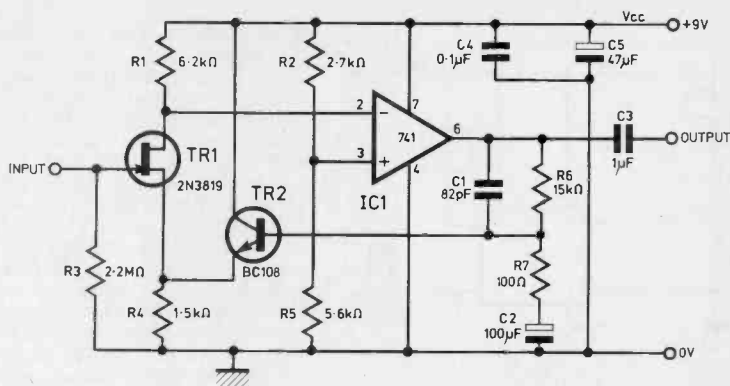 Vcc
+9V
R1
6·2kΩ
R2
2·7kΩ
C4
0·1µF
C5
47µF
2
7
741
6
3
4
IC1
C3
1µF
OUTPUT
INPUT
TR1
2N3819
TR2
BC108
C1
82pF
R6
15kΩ
R3
2·2MΩ
R4
1·5kΩ
R5
5·6kΩ
R7
100Ω
C2
100µF
0V